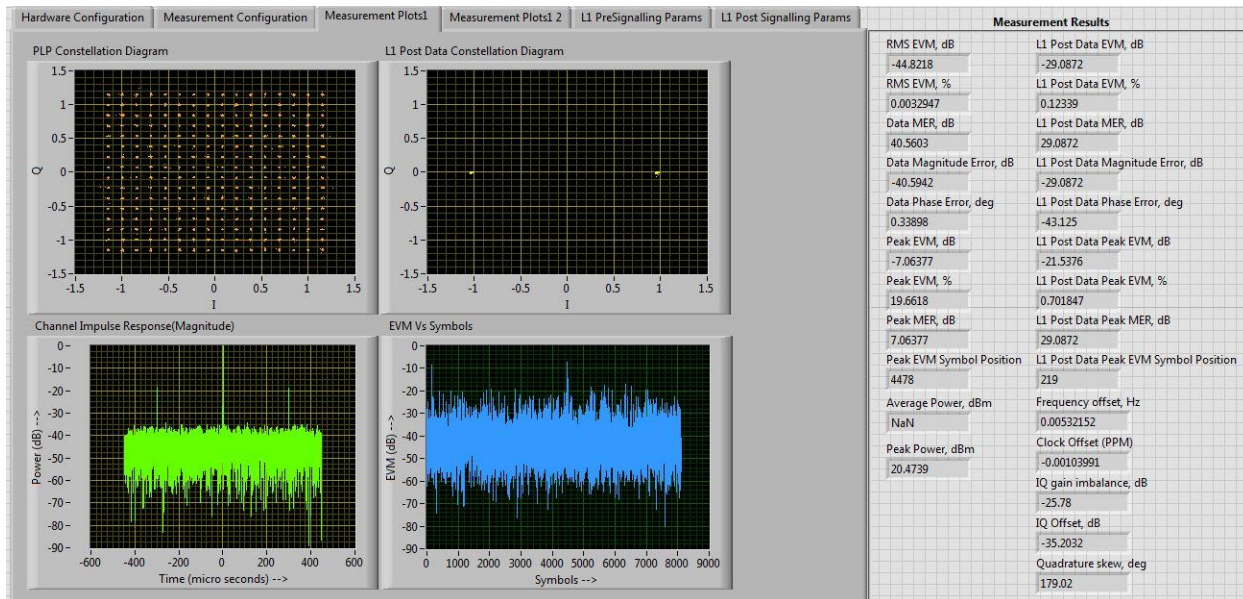 Hardware Configuration
Measurement Configuration
Measurement Plots1
Measurement Plots1 2
L1 PreSignalling Params
L1 Post Signalling Params
PLP Constellation Diagram
1.5
1
0.5
0
-0.5
-1
-1.5
Q
-1.5 -1 -0.5 0 0.5 1 1.5
I
L1 Post Data Constellation Diagram
1.5
1
0.5
0
-0.5
-1
-1.5
Q
-1.5 -1 -0.5 0 0.5 1 1.5
I
Channel Impulse Response(Magnitude)
0
-10
-20
-30
-40
-50
-60
-70
-80
-90
Power (dB) -->
-600 -400 -200 0 200 400 600
Time (micro seconds) -->
EVM Vs Symbols
0
-10
-20
-30
-40
-50
-60
-70
-80
-90
EVM (dB) -->
0 1000 2000 3000 4000 5000 6000 7000 8000 9000
Symbols -->
Measurement Results
RMS EVM, dB
-44.8218
RMS EVM, %
0.0032947
Data MER, dB
40.5603
Data Magnitude Error, dB
-40.5942
Data Phase Error, deg
0.33898
Peak EVM, dB
-7.06377
Peak EVM, %
19.6618
Peak MER, dB
7.06377
Peak EVM Symbol Position
4478
Average Power, dBm
NaN
Peak Power, dBm
20.4739
L1 Post Data EVM, dB
-29.0872
L1 Post Data EVM, %
0.12339
L1 Post Data MER, dB
29.0872
L1 Post Data Magnitude Error, dB
-29.0872
L1 Post Data Phase Error, deg
-43.125
L1 Post Data Peak EVM, dB
-21.5376
L1 Post Data Peak EVM, %
0.701847
L1 Post Data Peak MER, dB
29.0872
L1 Post Data Peak EVM Symbol Position
219
Frequency offset, Hz
0.00532152
Clock Offset (PPM)
-0.00103991
IQ gain imbalance, dB
-25.78
IQ Offset, dB
-35.2032
Quadrature skew, deg
179.02